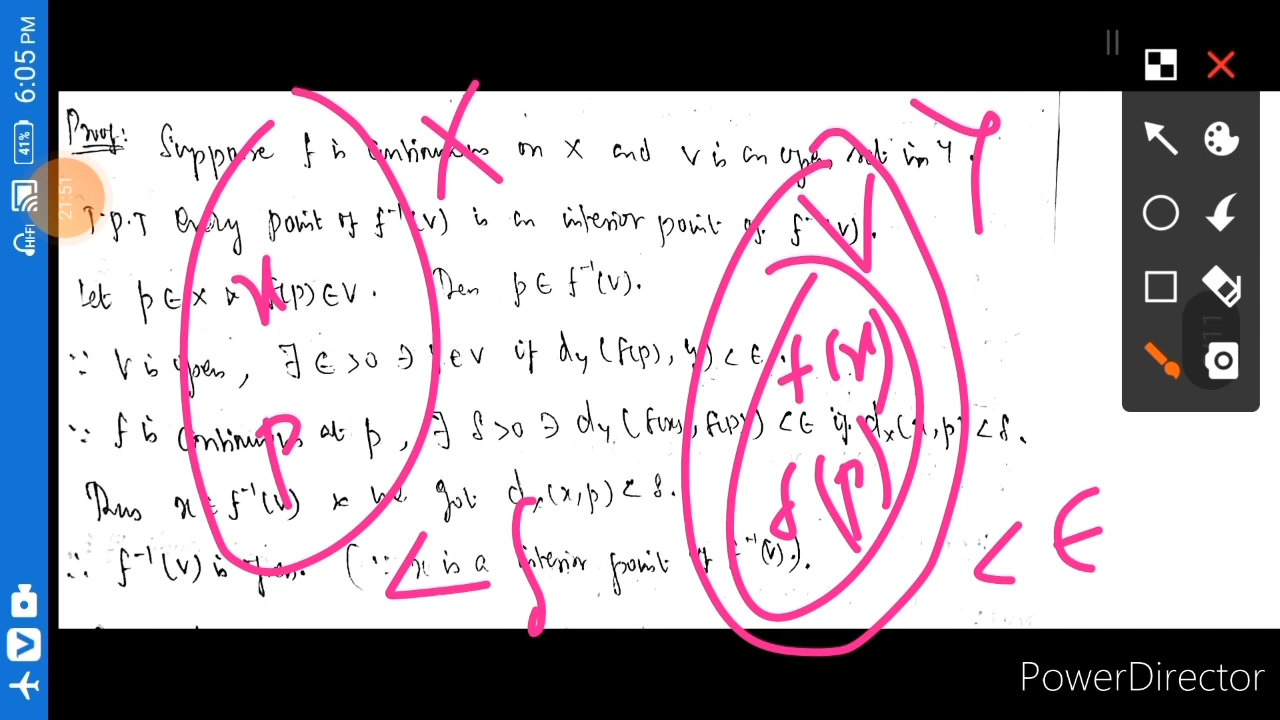 6:05 PM
41%
21:51
Proof: Suppose f is continuous on X and V is an open set in Y.
T.P.T every point of f⁻¹(V) is an interior point of f⁻¹(V).
Let p ∈ X & f(p) ∈ V. Then p ∈ f⁻¹(V).
∵ V is open, ∃ ϵ > 0 ∋ y ∈ V if d_Y(f(p), y) < ϵ.
∵ f is continuous at p, ∃ δ > 0 ∋ d_Y(f(x), f(p)) < ϵ if d_X(x, p) < δ.
Thus x ∈ f⁻¹(V) & we got d_X(x, p) < δ.
∴ f⁻¹(V) is open. (∵ x is a interior point of f⁻¹(V)).
X
Y
V
x
f(x)
p
f(p)
< δ
< ϵ
PowerDirector